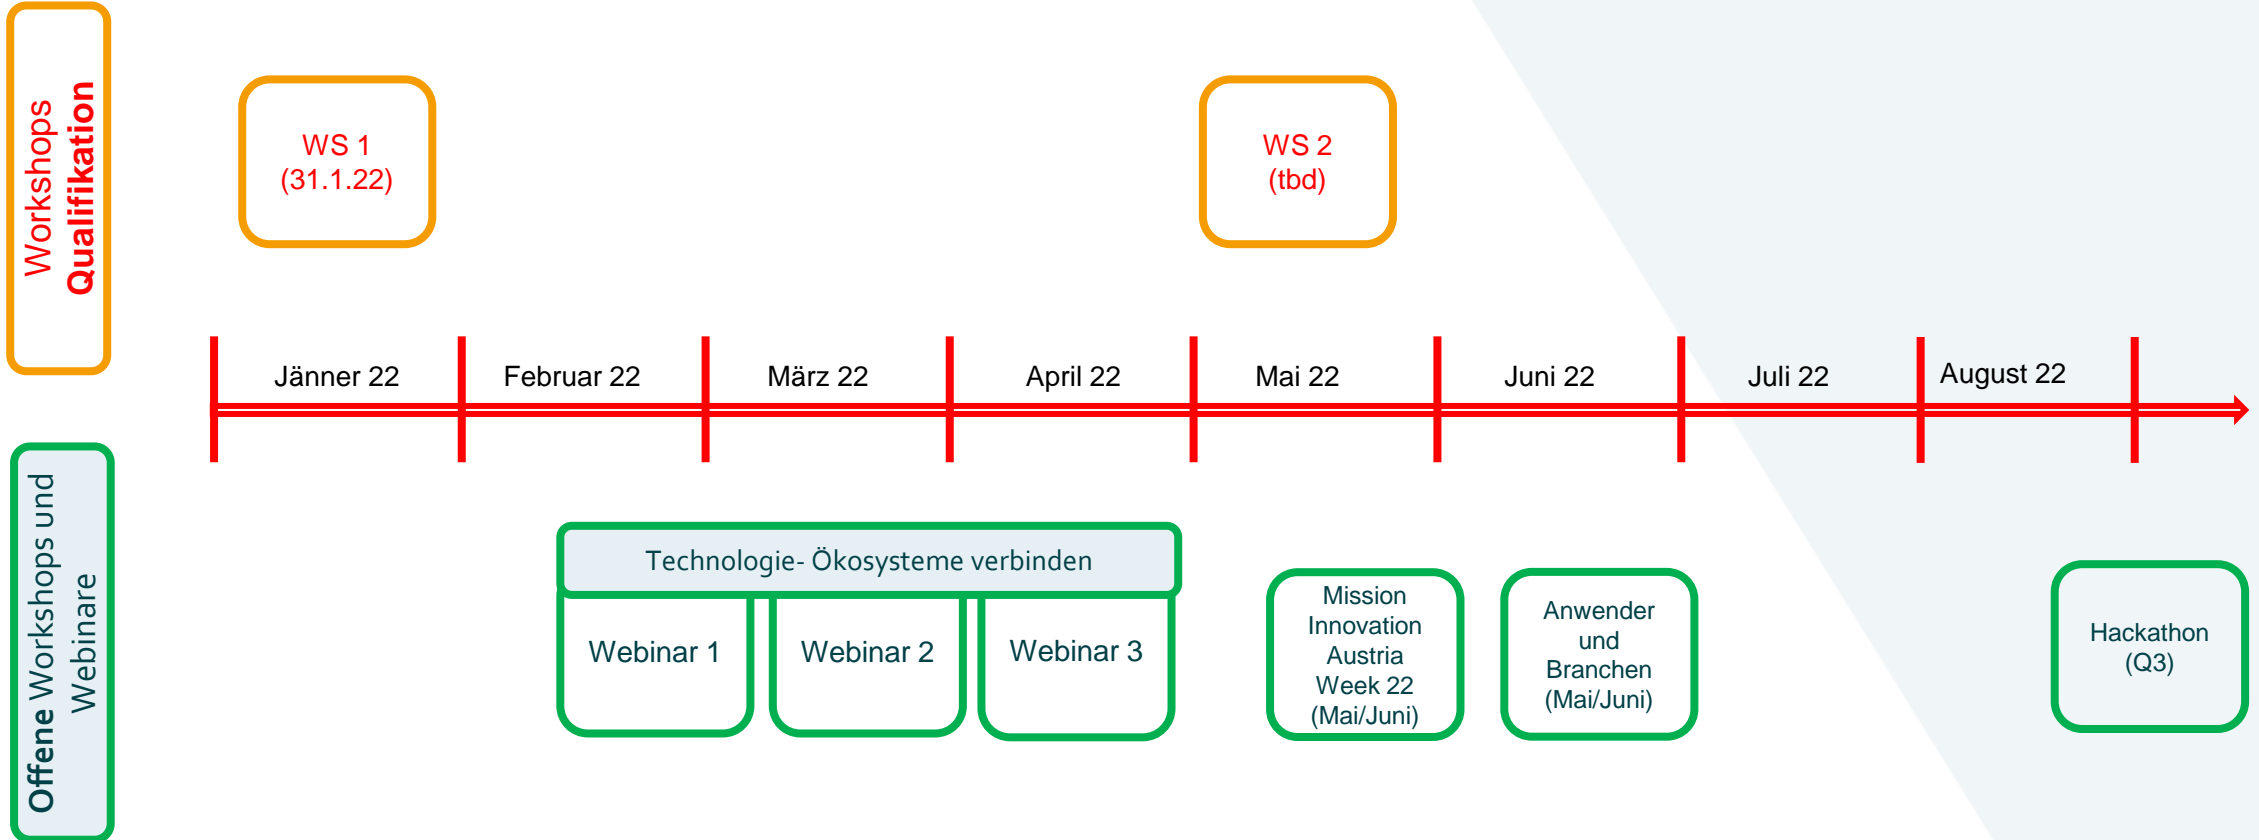 Workshops
Qualifikation
WS 1
(31.1.22)
WS 2
(tbd)
Jänner 22
Februar 22
März 22
April 22
Mai 22
Juni 22
Juli 22
August 22
Offene Workshops und
Webinare
Technologie- Ökosysteme verbinden
Webinar 1
Webinar 2
Webinar 3
Mission
Innovation
Austria
Week 22
(Mai/Juni)
Anwender
und
Branchen
(Mai/Juni)
Hackathon
(Q3)